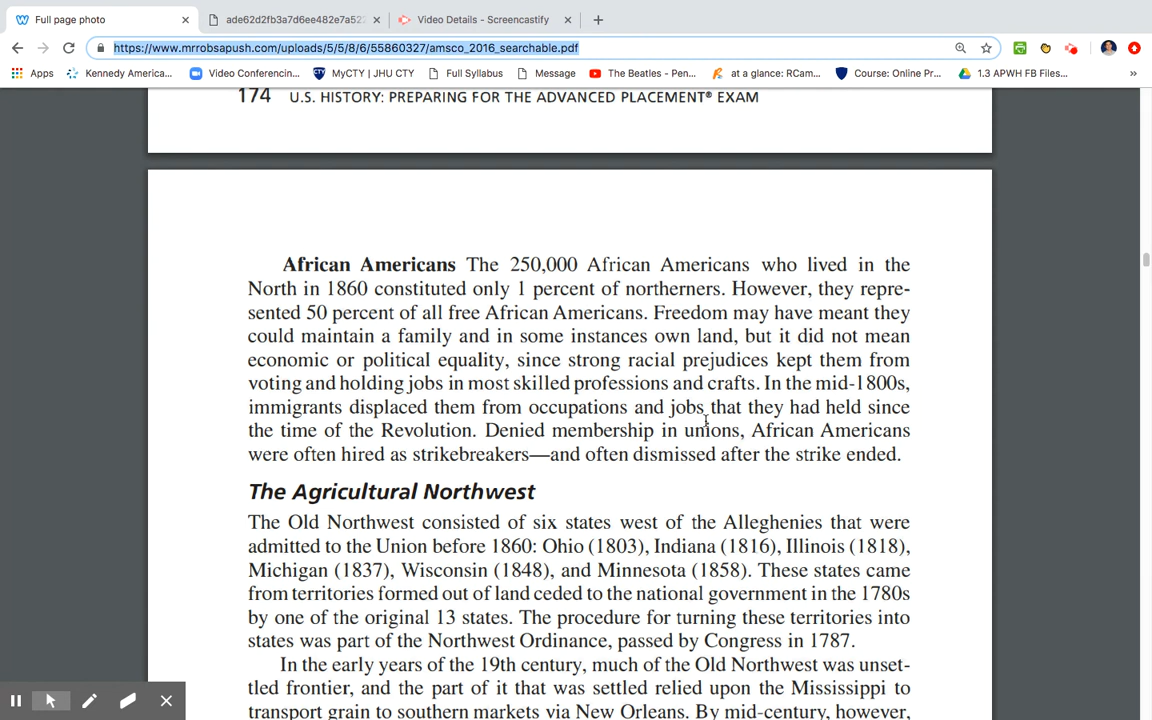 Full page photo
ade62d2fb3a7d6ee482e7a522
Video Details - Screencastify
https://www.mrrobsapush.com/uploads/5/5/8/6/55860327/amsco_2016_searchable.pdf
Apps
Kennedy America...
Video Conferencin...
CTY
MyCTY | JHU CTY
Full Syllabus
Message
The Beatles - Pen...
at a glance: RCam...
Course: Online Pr...
1.3 APWH FB Files...
»
174 U.S. HISTORY: PREPARING FOR THE ADVANCED PLACEMENT® EXAM
African Americans The 250,000 African Americans who lived in the
North in 1860 constituted only 1 percent of northerners. However, they repre-
sented 50 percent of all free African Americans. Freedom may have meant they
could maintain a family and in some instances own land, but it did not mean
economic or political equality, since strong racial prejudices kept them from
voting and holding jobs in most skilled professions and crafts. In the mid-1800s,
immigrants displaced them from occupations and jobs that they had held since
the time of the Revolution. Denied membership in unions, African Americans
were often hired as strikebreakers—and often dismissed after the strike ended.
The Agricultural Northwest
The Old Northwest consisted of six states west of the Alleghenies that were
admitted to the Union before 1860: Ohio (1803), Indiana (1816), Illinois (1818),
Michigan (1837), Wisconsin (1848), and Minnesota (1858). These states came
from territories formed out of land ceded to the national government in the 1780s
by one of the original 13 states. The procedure for turning these territories into
states was part of the Northwest Ordinance, passed by Congress in 1787.
In the early years of the 19th century, much of the Old Northwest was unset-
tled frontier, and the part of it that was settled relied upon the Mississippi to
transport grain to southern markets via New Orleans. By mid-century, however,